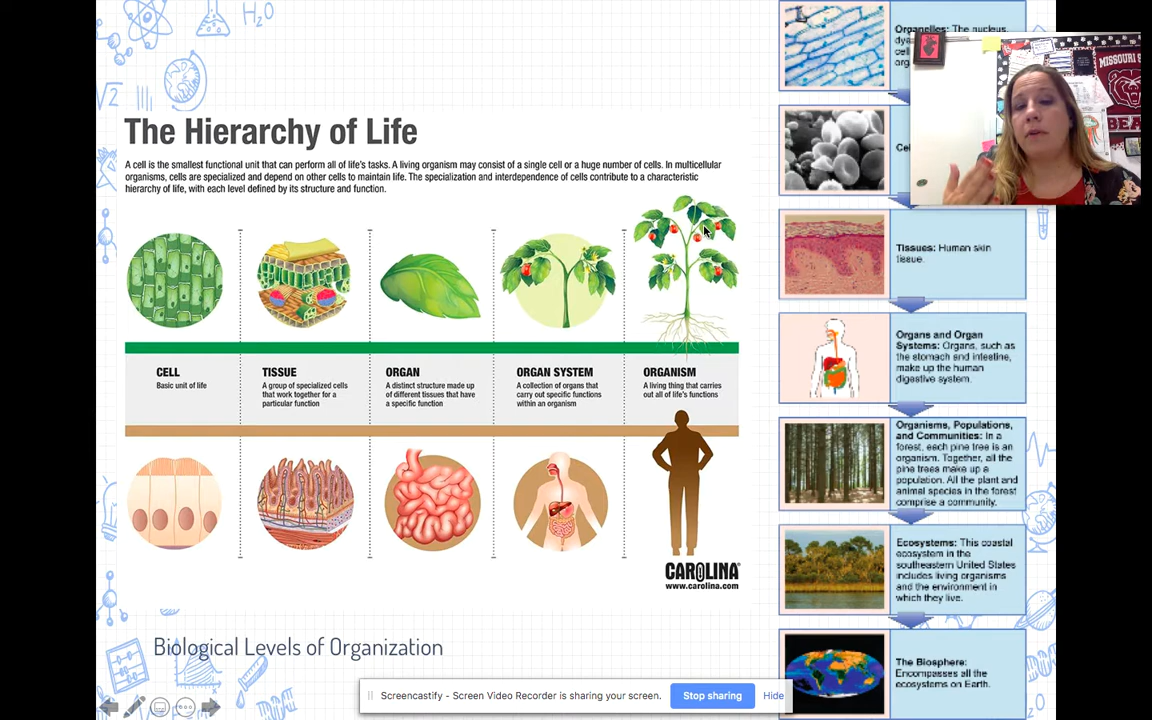 H₂O
√2
The Hierarchy of Life
A cell is the smallest functional unit that can perform all of life's tasks. A living organism may consist of a single cell or a huge number of cells. In multicellular
organisms, cells are specialized and depend on other cells to maintain life. The specialization and interdependence of cells contribute to a characteristic
hierarchy of life, with each level defined by its structure and function.
CELL
Basic unit of life
TISSUE
A group of specialized cells
that work together for a
particular function
ORGAN
A distinct structure made up
of different tissues that have
a specific function
ORGAN SYSTEM
A collection of organs that
carry out specific functions
within an organism
ORGANISM
A living thing that carries
out all of life's functions
CAROLINA
www.carolina.com
Biological Levels of Organization
Organelles: The nucleus,
MISSOURI
BEA
Tissues: Human skin
tissue.
Organs and Organ
Systems: Organs, such as
the stomach and intestine,
make up the human
digestive system.
Organisms, Populations,
and Communities: In a
forest, each pine tree is an
organism. Together, all the
pine trees make up a
population. All the plant and
animal species in the forest
comprise a community.
Ecosystems: This coastal
ecosystem in the
southeastern United States
includes living organisms
and the environment in
which they live.
The Biosphere:
Encompasses all the
ecosystems on Earth.
Screencastify - Screen Video Recorder is sharing your screen.
Stop sharing
Hide